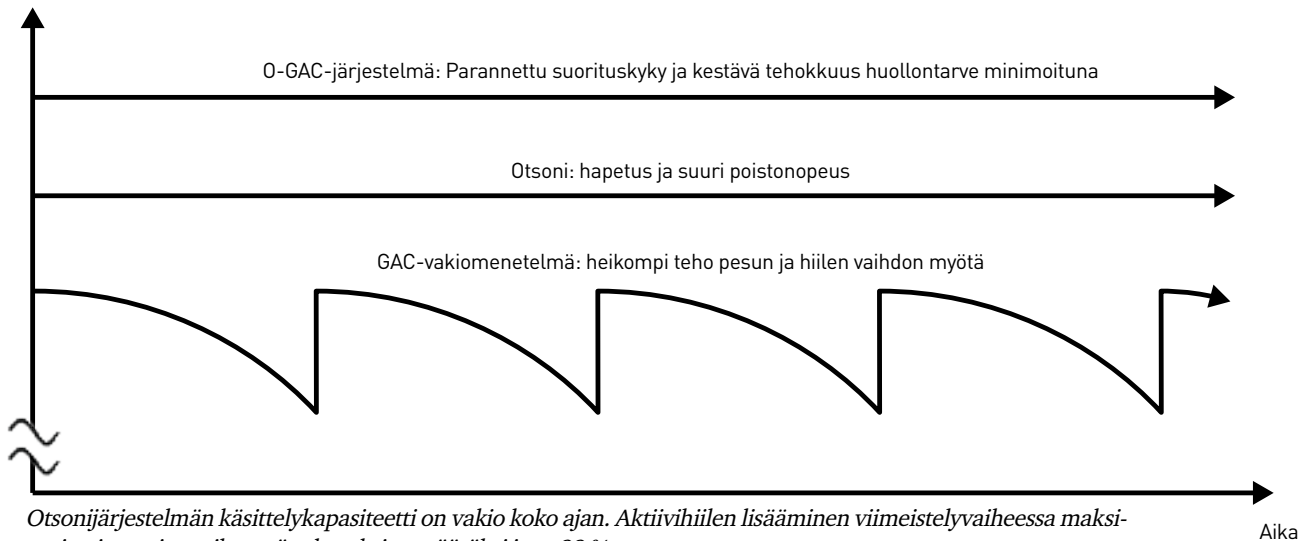 O-GAC-järjestelmä: Parannettu suorituskyky ja kestävä tehokkuus huollontarve minimoituna
Otsoni: hapetus ja suuri poistonopeus
GAC-vakiomenetelmä: heikompi teho pesun ja hiilen vaihdon myötä
Otsonijärjestelmän käsittelykapasiteetti on vakio koko ajan. Aktiivihiilen lisääminen viimeistelyvaiheessa maksi-
Aika